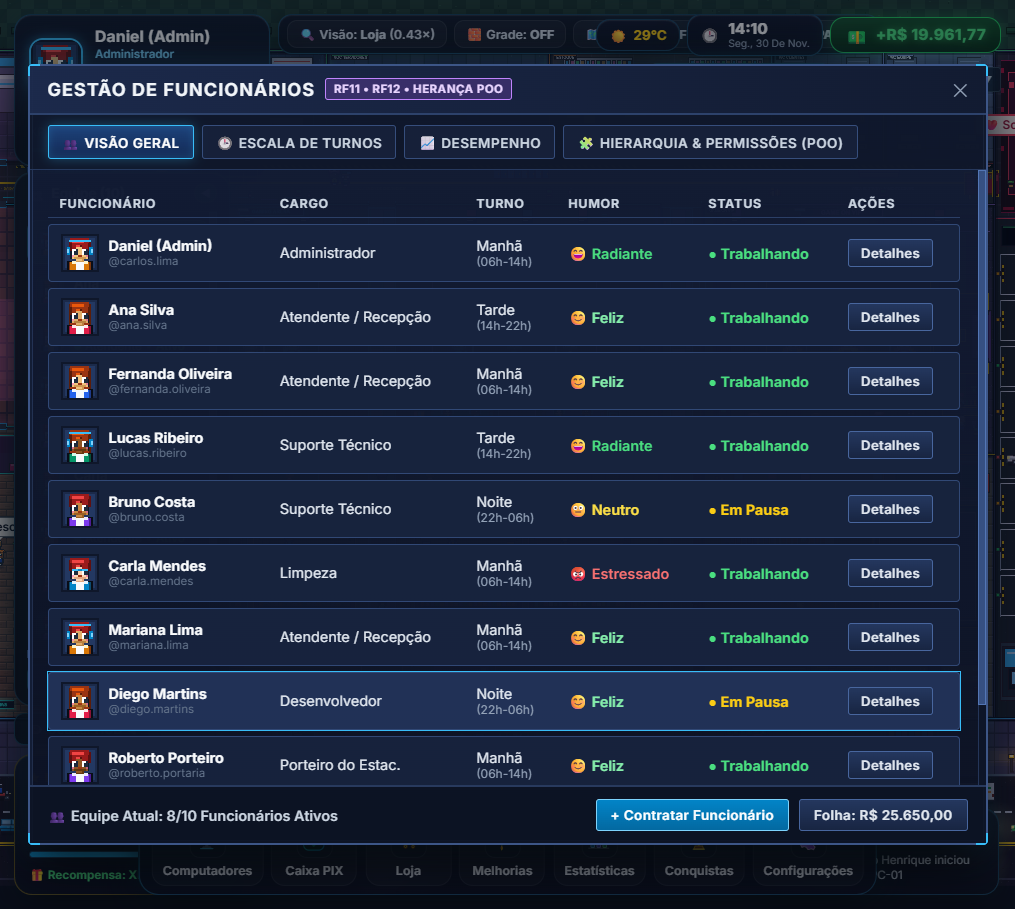 Daniel (Admin)
Administrador
Visão: Loja (0.43×)
Grade: OFF
29°C
14:10
Seg., 30 De Nov.
+R$ 19.961,77
GESTÃO DE FUNCIONÁRIOS
RF11 • RF12 • HERANÇA POO
VISÃO GERAL
ESCALA DE TURNOS
DESEMPENHO
HIERARQUIA & PERMISSÕES (POO)
FUNCIONÁRIO CARGO TURNO HUMOR STATUS AÇÕES
Daniel (Admin)
@carlos.lima
Administrador
Manhã
(06h-14h)
Radiante
● Trabalhando
Detalhes
Ana Silva
@ana.silva
Atendente / Recepção
Tarde
(14h-22h)
Feliz
● Trabalhando
Detalhes
Fernanda Oliveira
@fernanda.oliveira
Atendente / Recepção
Manhã
(06h-14h)
Feliz
● Trabalhando
Detalhes
Lucas Ribeiro
@lucas.ribeiro
Suporte Técnico
Tarde
(14h-22h)
Radiante
● Trabalhando
Detalhes
Bruno Costa
@bruno.costa
Suporte Técnico
Noite
(22h-06h)
Neutro
● Em Pausa
Detalhes
Carla Mendes
@carla.mendes
Limpeza
Manhã
(06h-14h)
Estressado
● Trabalhando
Detalhes
Mariana Lima
@mariana.lima
Atendente / Recepção
Manhã
(06h-14h)
Feliz
● Trabalhando
Detalhes
Diego Martins
@diego.martins
Desenvolvedor
Noite
(22h-06h)
Feliz
● Em Pausa
Detalhes
Roberto Porteiro
@roberto.portaria
Porteiro do Estac.
Manhã
(06h-14h)
Feliz
● Trabalhando
Detalhes
Equipe Atual: 8/10 Funcionários Ativos
+ Contratar Funcionário
Folha: R$ 25.650,00
Recompensa: X
Computadores
Caixa PIX
Loja
Melhorias
Estatísticas
Conquistas
Configurações
Henrique iniciou
C-01